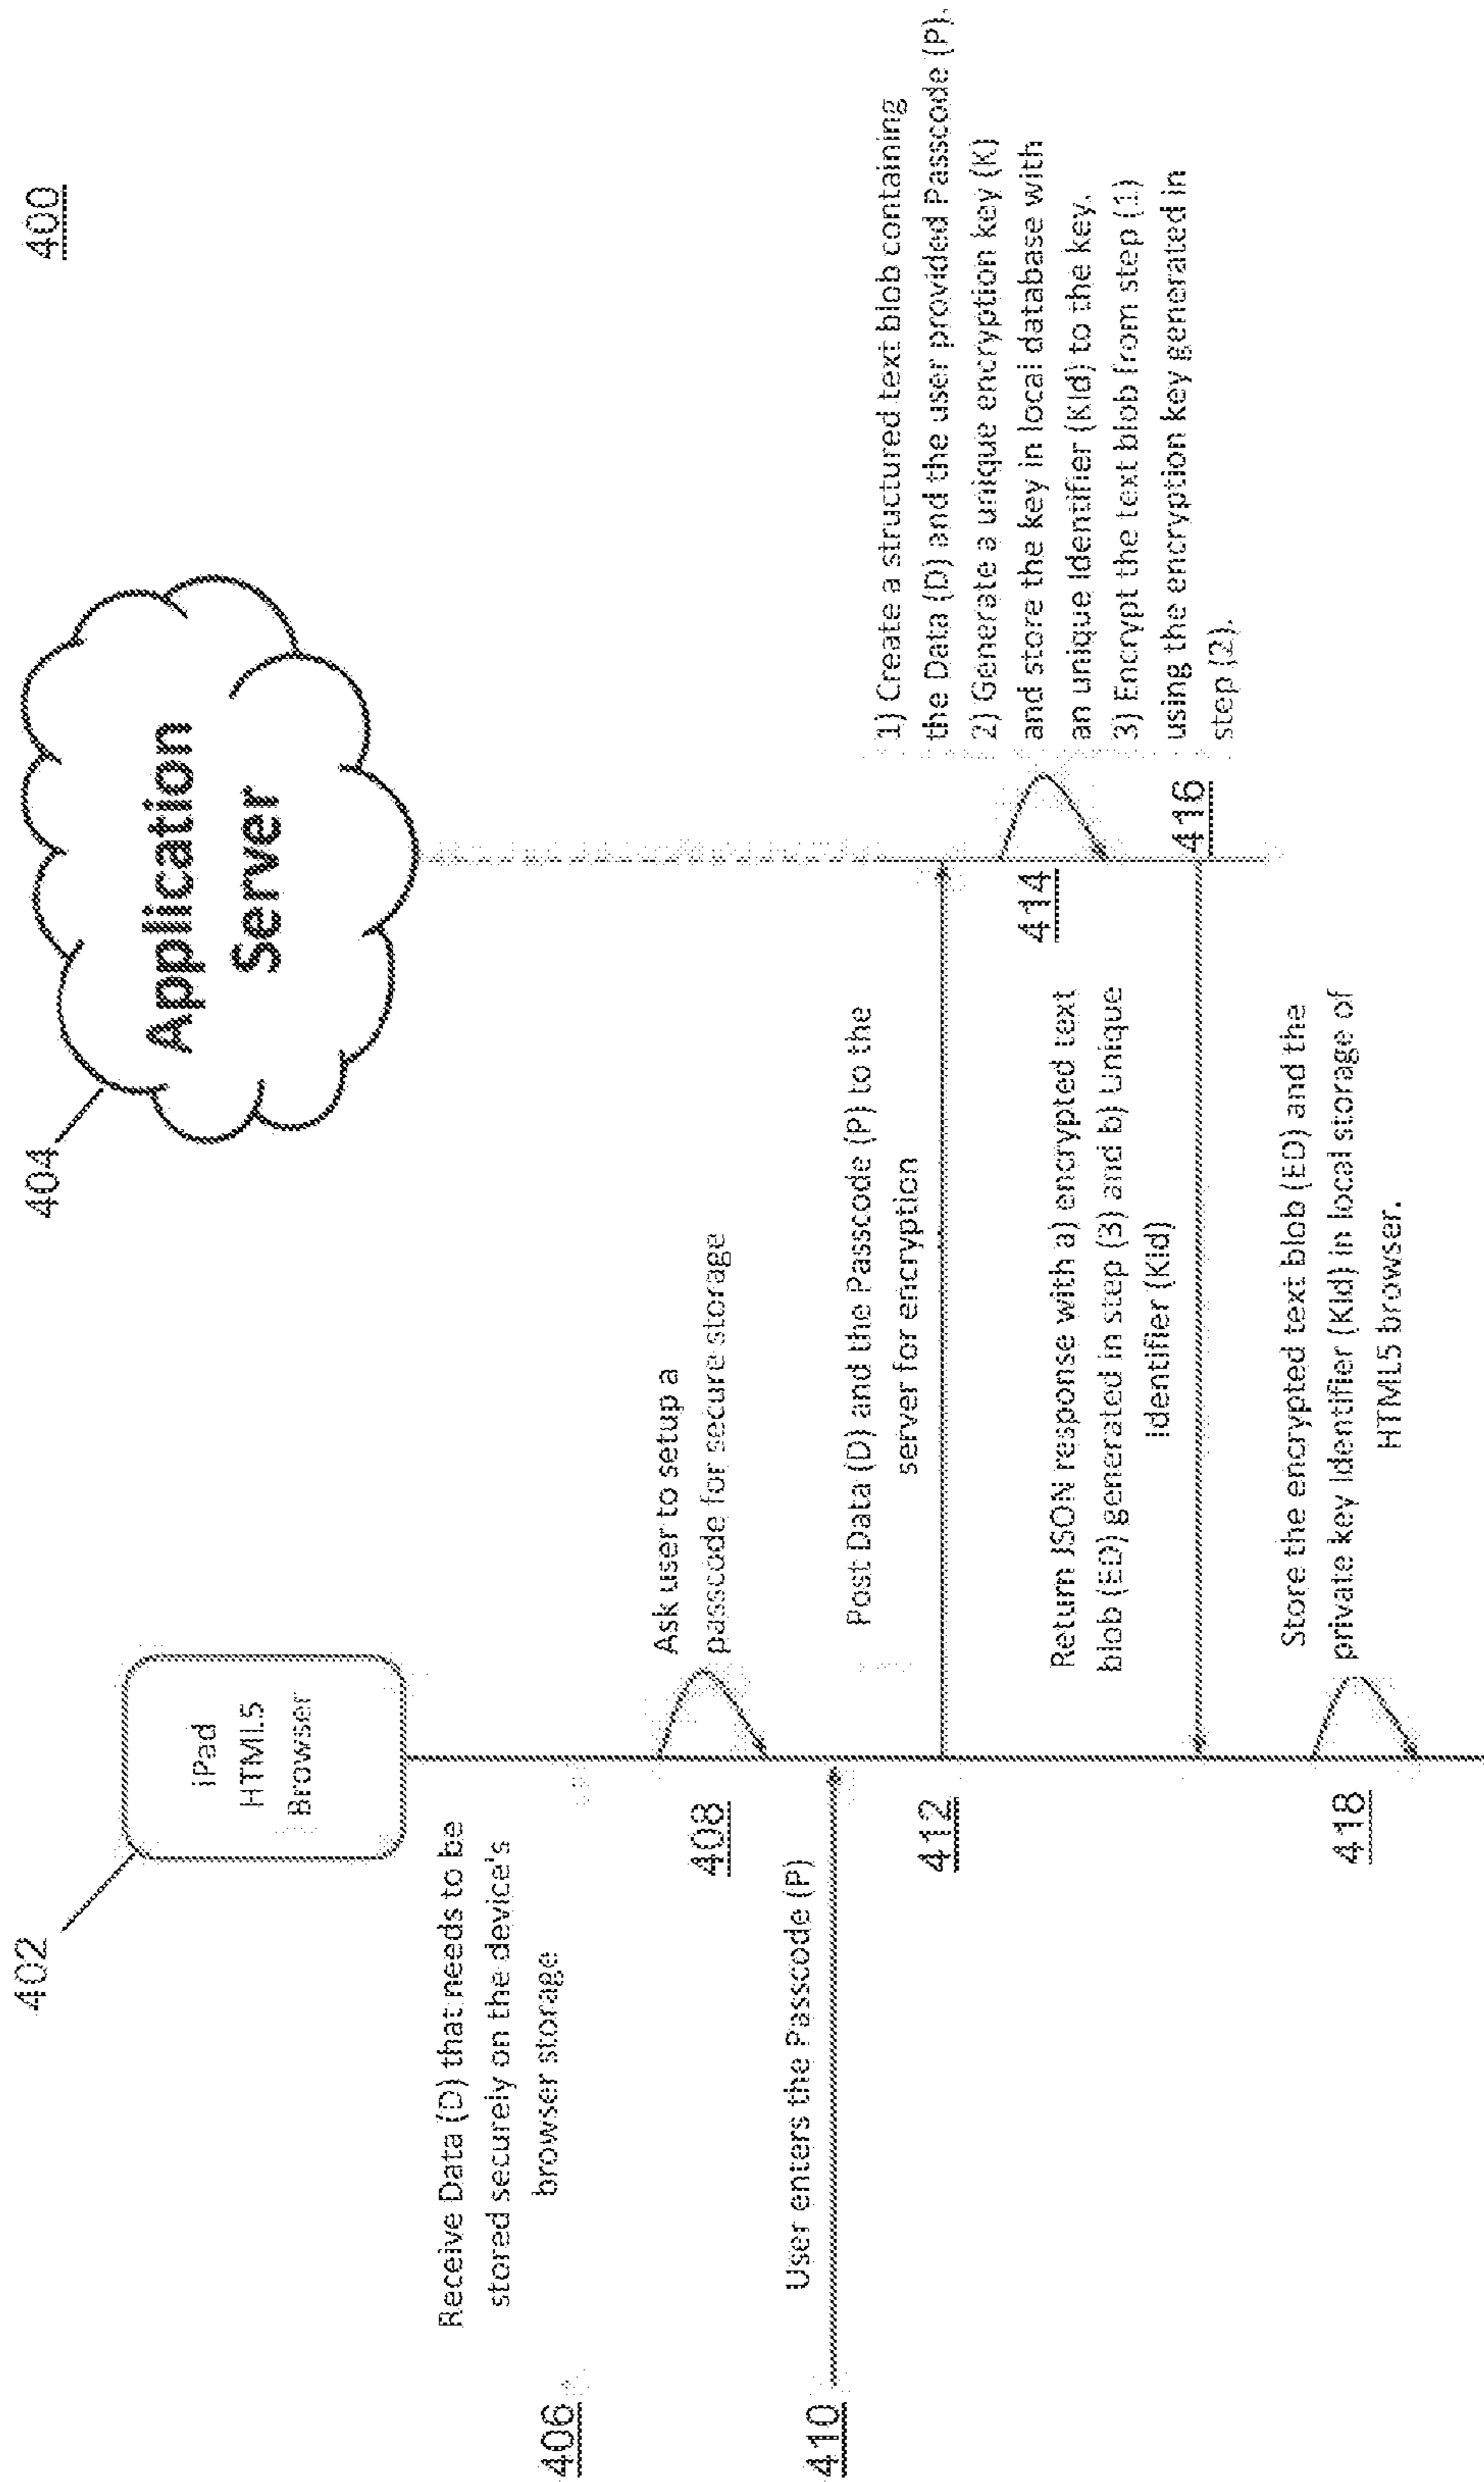 400
402
iPad
HTML5
Browser
404
Application
Server
Receive Data (D) that needs to be
stored securely on the device's
browser storage
406
Ask user to setup a
passcode for secure storage
408
User enters the Passcode (P)
410
Post Data (D) and the Passcode (P) to the
server for encryption
412
1) Create a structured text blob containing
the Data (D) and the user provided Passcode (P).
2) Generate a unique encryption key (K)
and store the key in local database with
an unique Identifier (KId) to the key.
3) Encrypt the text blob from step (1)
using the encryption key generated in
step (2).
414
Return JSON response with a) encrypted text
blob (ED) generated in step (3) and b) Unique
Identifier (KId)
416
Store the encrypted text blob (ED) and the
private key Identifier (KId) in local storage of
HTML5 browser.
418